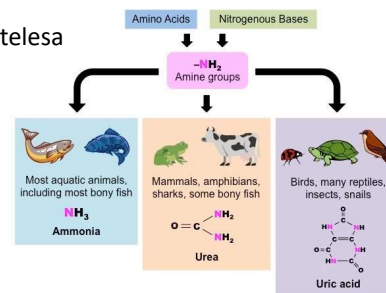 telesa
Amino Acids
Nitrogenous Bases
–NH₂
Amine groups
Most aquatic animals,
including most bony fish
NH₃
Ammonia
Mammals, amphibians,
sharks, some bony fish
NH₂
O=C
NH₂
Urea
Birds, many reptiles,
insects, snails
O
HN
C
C
NH
C=O
O=C
C
N
H
N
H
Uric acid